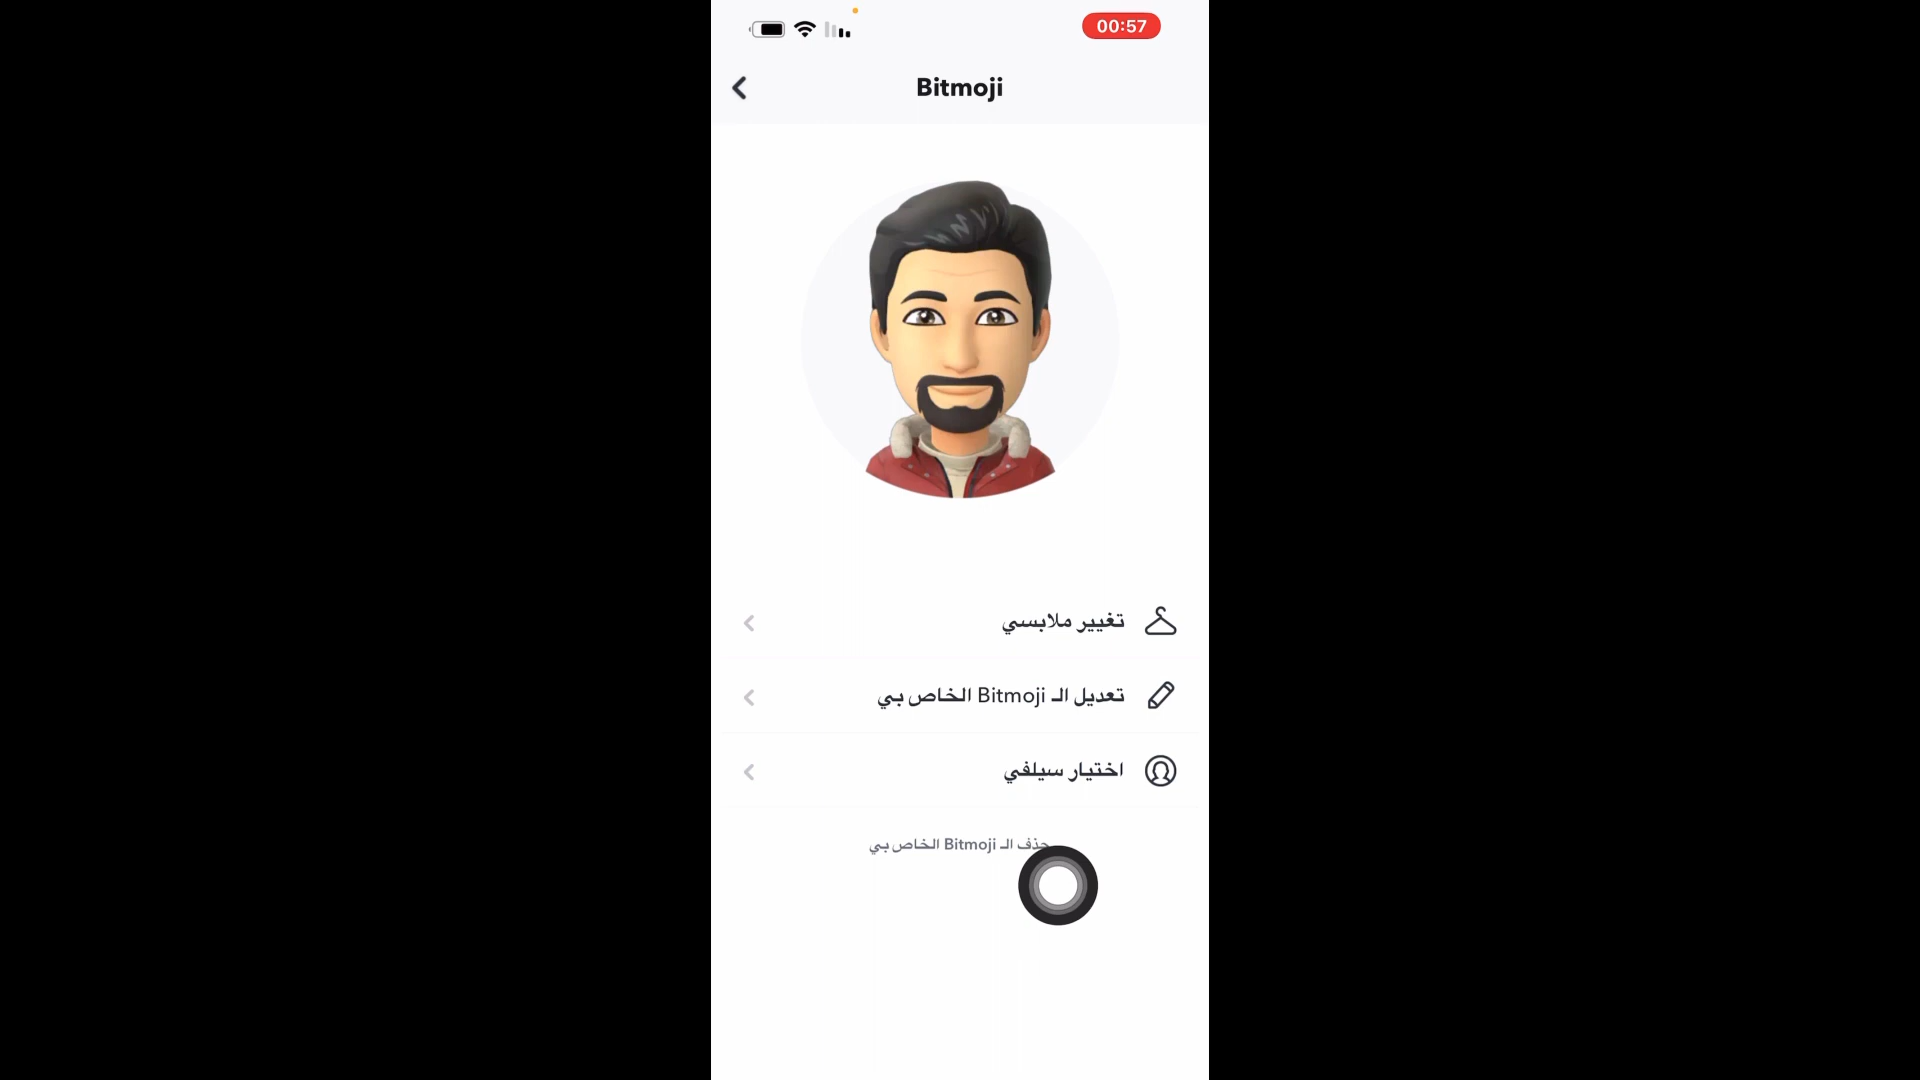 00:57
Bitmoji
تغيير ملابسي
تعديل الـ Bitmoji الخاص بي
اختيار سيلفي
حذف الـ Bitmoji الخاص بي